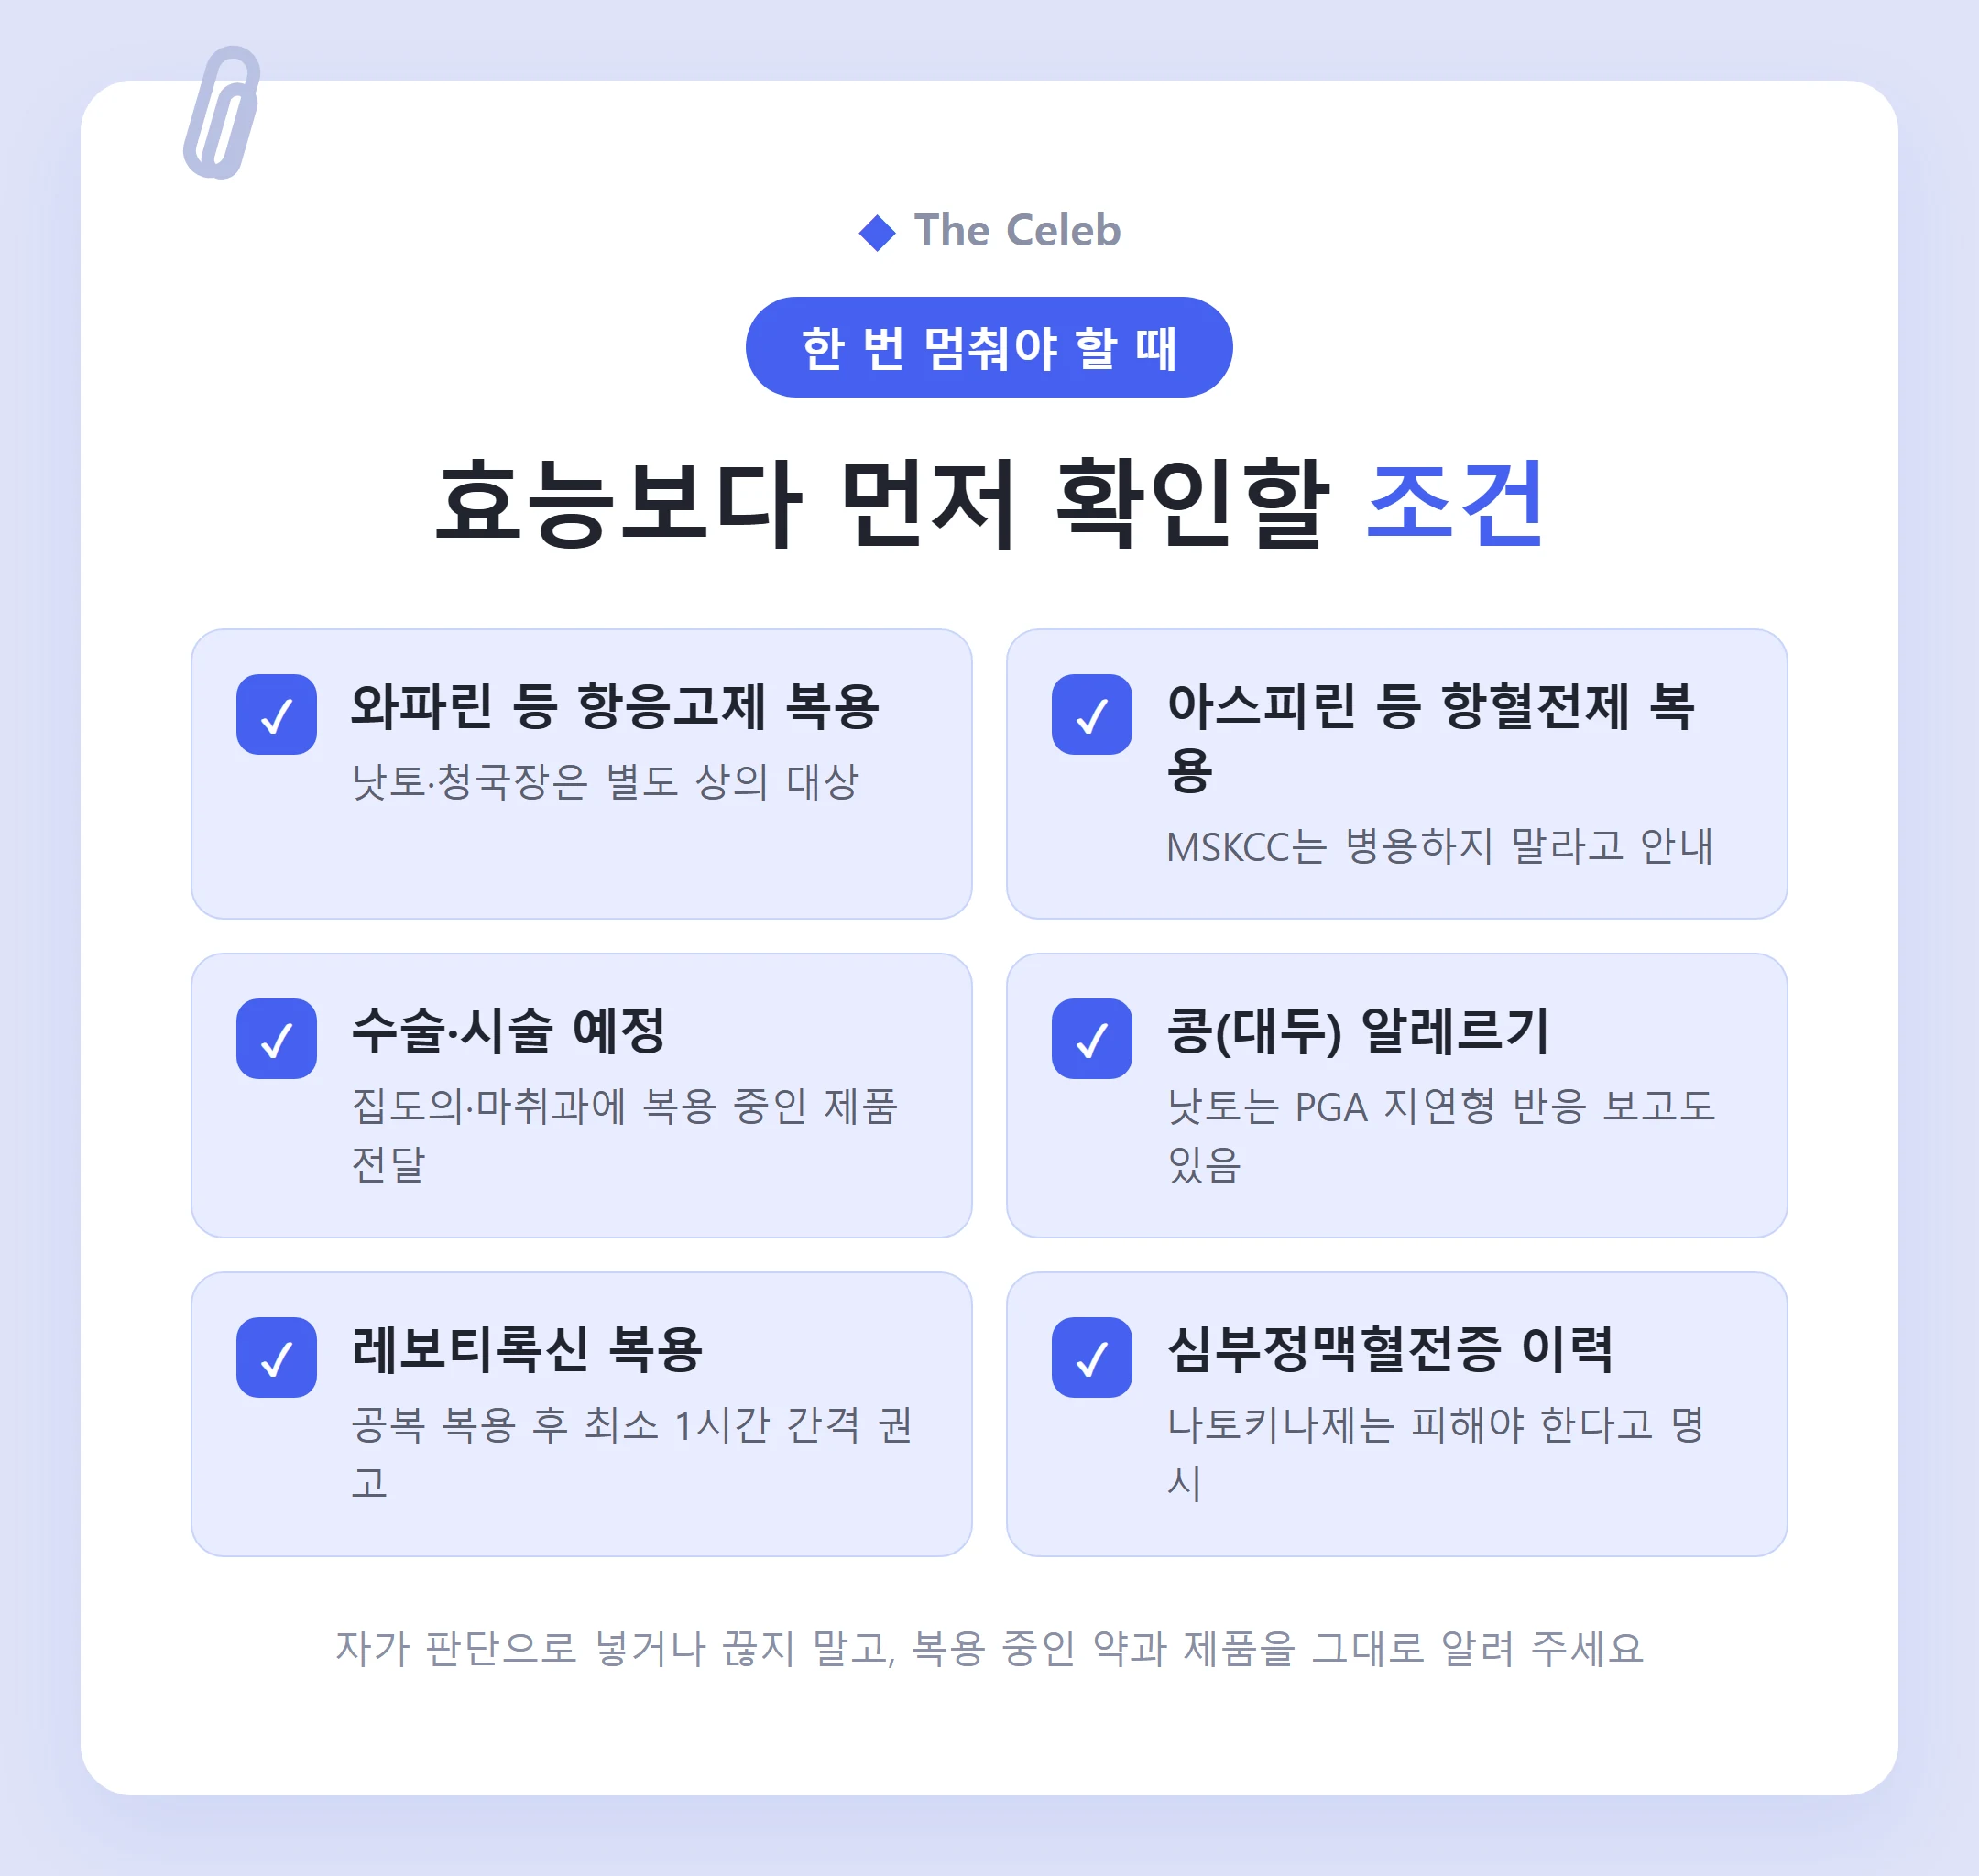 The Celeb
한 번 멈춰야 할 때
효능보다 먼저 확인할 조건
와파린 등 항응고제 복용
낫토·청국장은 별도 상의 대상
아스피린 등 항혈전제 복
용
MSKCC는 병용하지 말라고 안내
수술·시술 예정
집도의·마취과에 복용 중인 제품
전달
콩(대두) 알레르기
낫토는 PGA 지연형 반응 보고도
있음
레보티록신 복용
공복 복용 후 최소 1시간 간격 권
고
심부정맥혈전증 이력
나토키나제는 피해야 한다고 명
시
자가 판단으로 넣거나 끊지 말고, 복용 중인 약과 제품을 그대로 알려 주세요